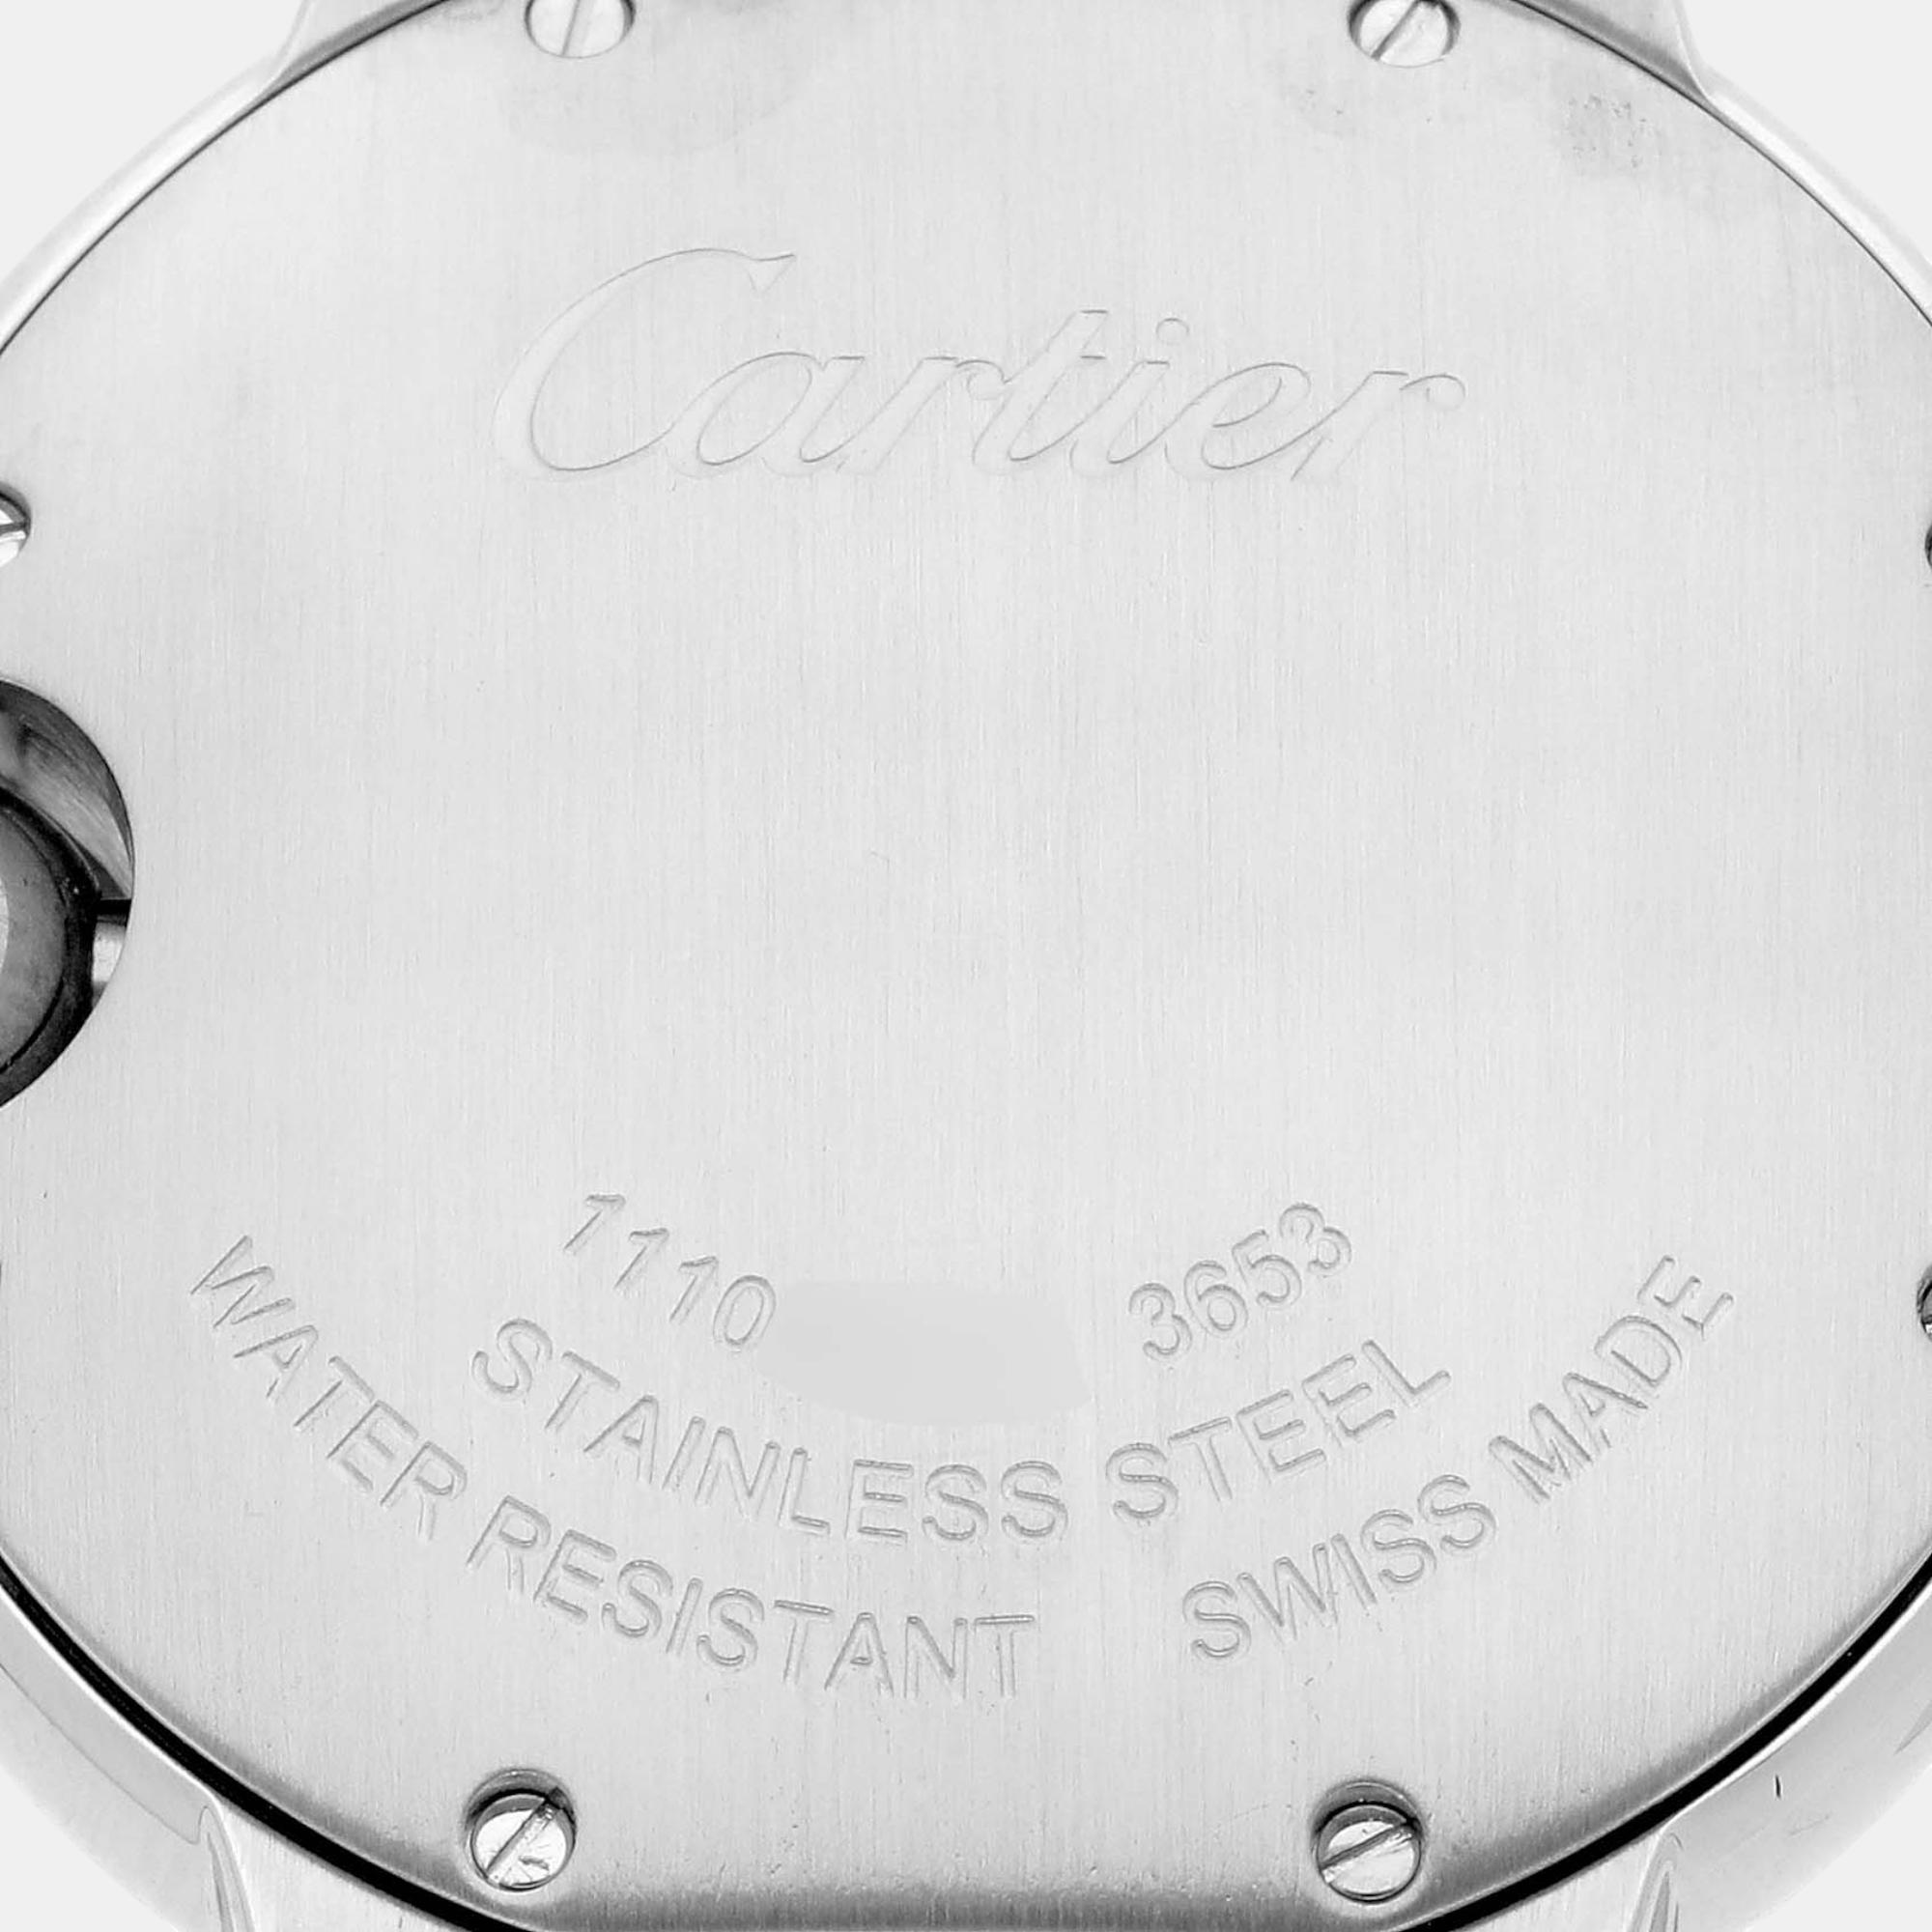 Cartier
1110 3653
STAINLESS STEEL
WATER RESISTANT SWISS MADE